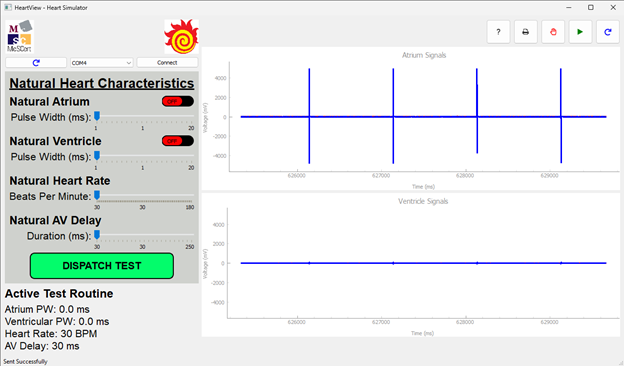 HeartView - Heart Simulator
M
S
McSCert
COM4
Connect
?
Natural Heart Characteristics
Natural Atrium
OFF
Pulse Width (ms):
1 1 20
Natural Ventricle
OFF
Pulse Width (ms):
1 1 20
Natural Heart Rate
Beats Per Minute:
30 30 180
Natural AV Delay
Duration (ms):
30 30 250
DISPATCH TEST
Active Test Routine
Atrium PW: 0.0 ms
Ventricular PW: 0.0 ms
Heart Rate: 30 BPM
AV Delay: 30 ms
Sent Successfully
Atrium Signals
Voltage (mV)
4000
2000
0
-2000
-4000
626000 627000 628000 629000
Time (ms)
Ventricle Signals
Voltage (mV)
4000
2000
0
-2000
-4000
626000 627000 628000 629000
Time (ms)